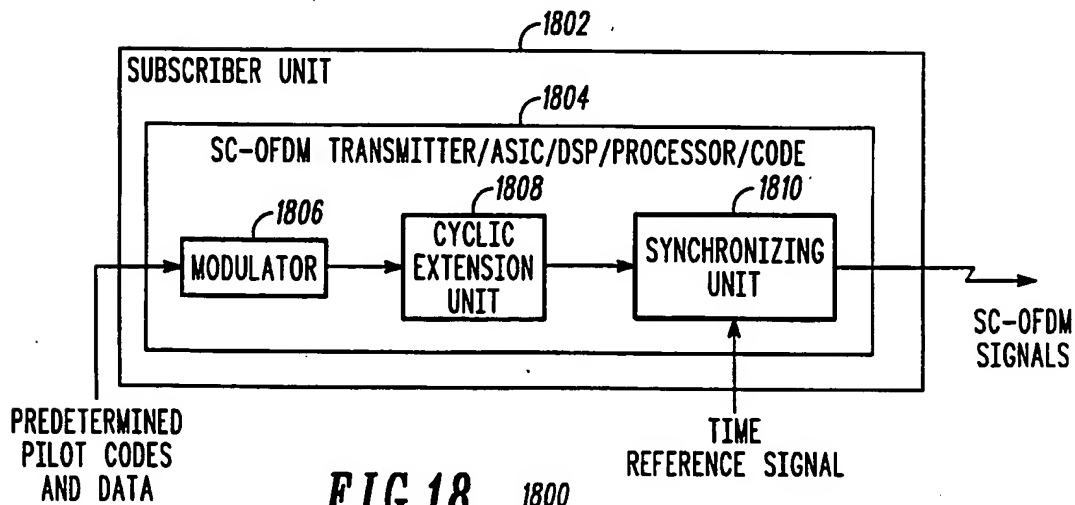 1802
SUBSCRIBER UNIT
1804
SC-OFDM TRANSMITTER/ASIC/DSP/PROCESSOR/CODE
1806
MODULATOR
1808
CYCLIC
EXTENSION
UNIT
1810
SYNCHRONIZING
UNIT
SC-OFDM
SIGNALS
PREDETERMINED
PILOT CODES
AND DATA
TIME
REFERENCE SIGNAL
FIG.18
1800